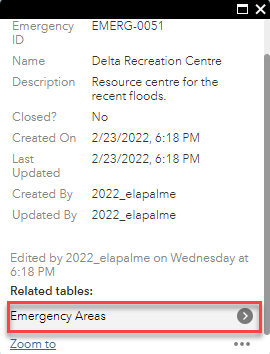 Emergency ID EMERG-0051
Name Delta Recreation Centre
Description Resource centre for the
recent floods.
Closed? No
Created On 2/23/2022, 6:18 PM
Last Updated 2/23/2022, 6:18 PM
Created By 2022_elapalme
Updated By 2022_elapalme
Edited by 2022_elapalme on Wednesday at
6:18 PM
Related tables:
Emergency Areas
Zoom to